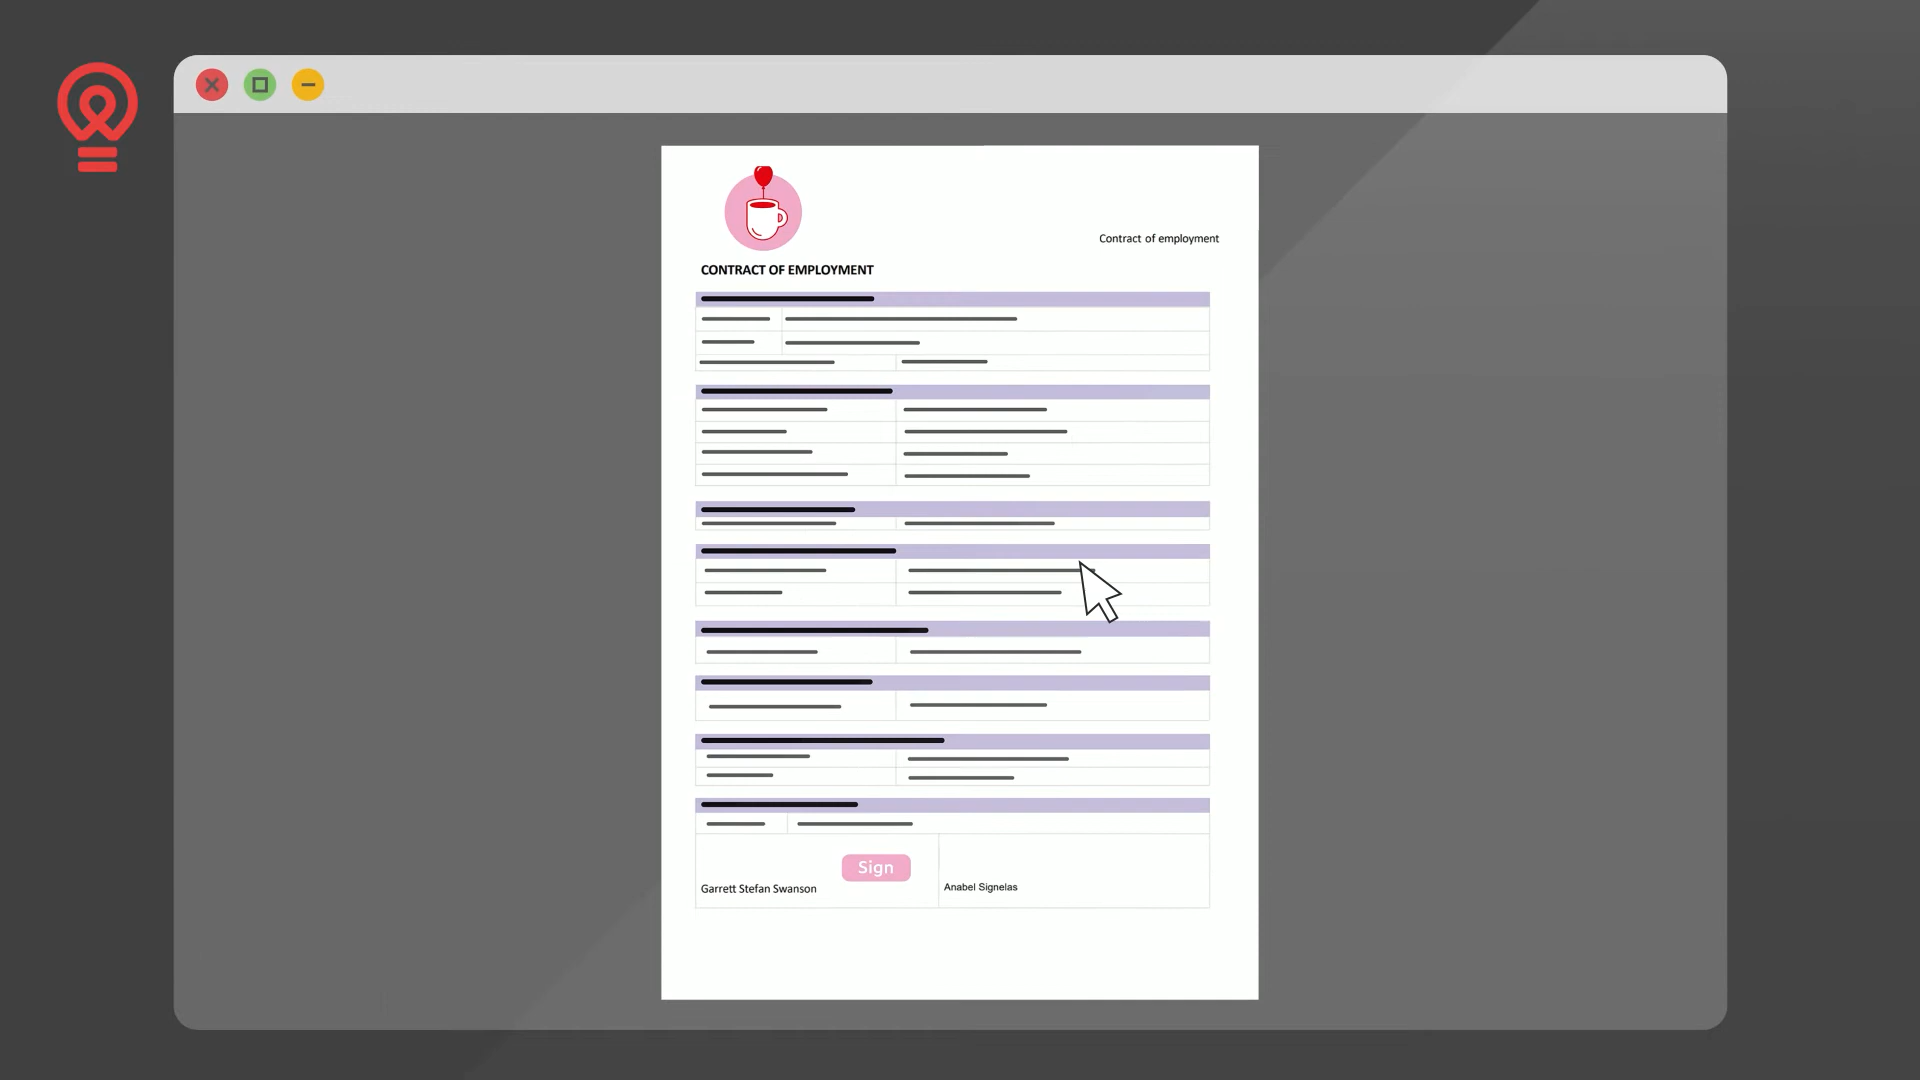 Contract of employment
CONTRACT OF EMPLOYMENT
Sign
Garrett Stefan Swanson
Anabel Signelas